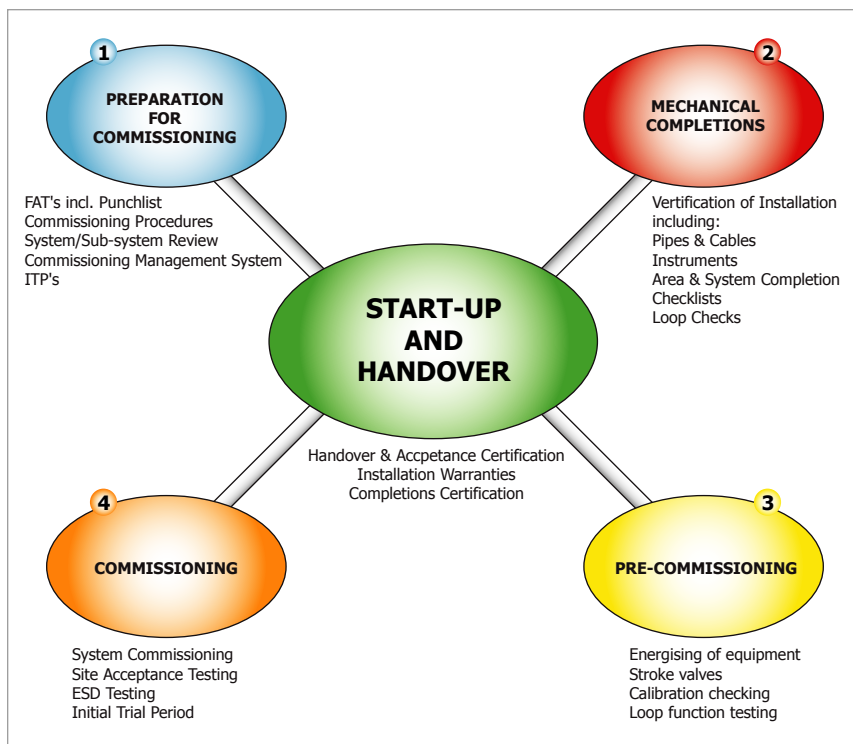 1
PREPARATION
FOR
COMMISSIONING
FAT's incl. Punchlist
Commissioning Procedures
System/Sub-system Review
Commissioning Management System
ITP's
2
MECHANICAL
COMPLETIONS
Vertification of Installation
including:
Pipes & Cables
Instruments
Area & System Completion
Checklists
Loop Checks
START-UP
AND
HANDOVER
Handover & Accpetance Certification
Installation Warranties
Completions Certification
4
COMMISSIONING
System Commissioning
Site Acceptance Testing
ESD Testing
Initial Trial Period
3
PRE-COMMISSIONING
Energising of equipment
Stroke valves
Calibration checking
Loop function testing